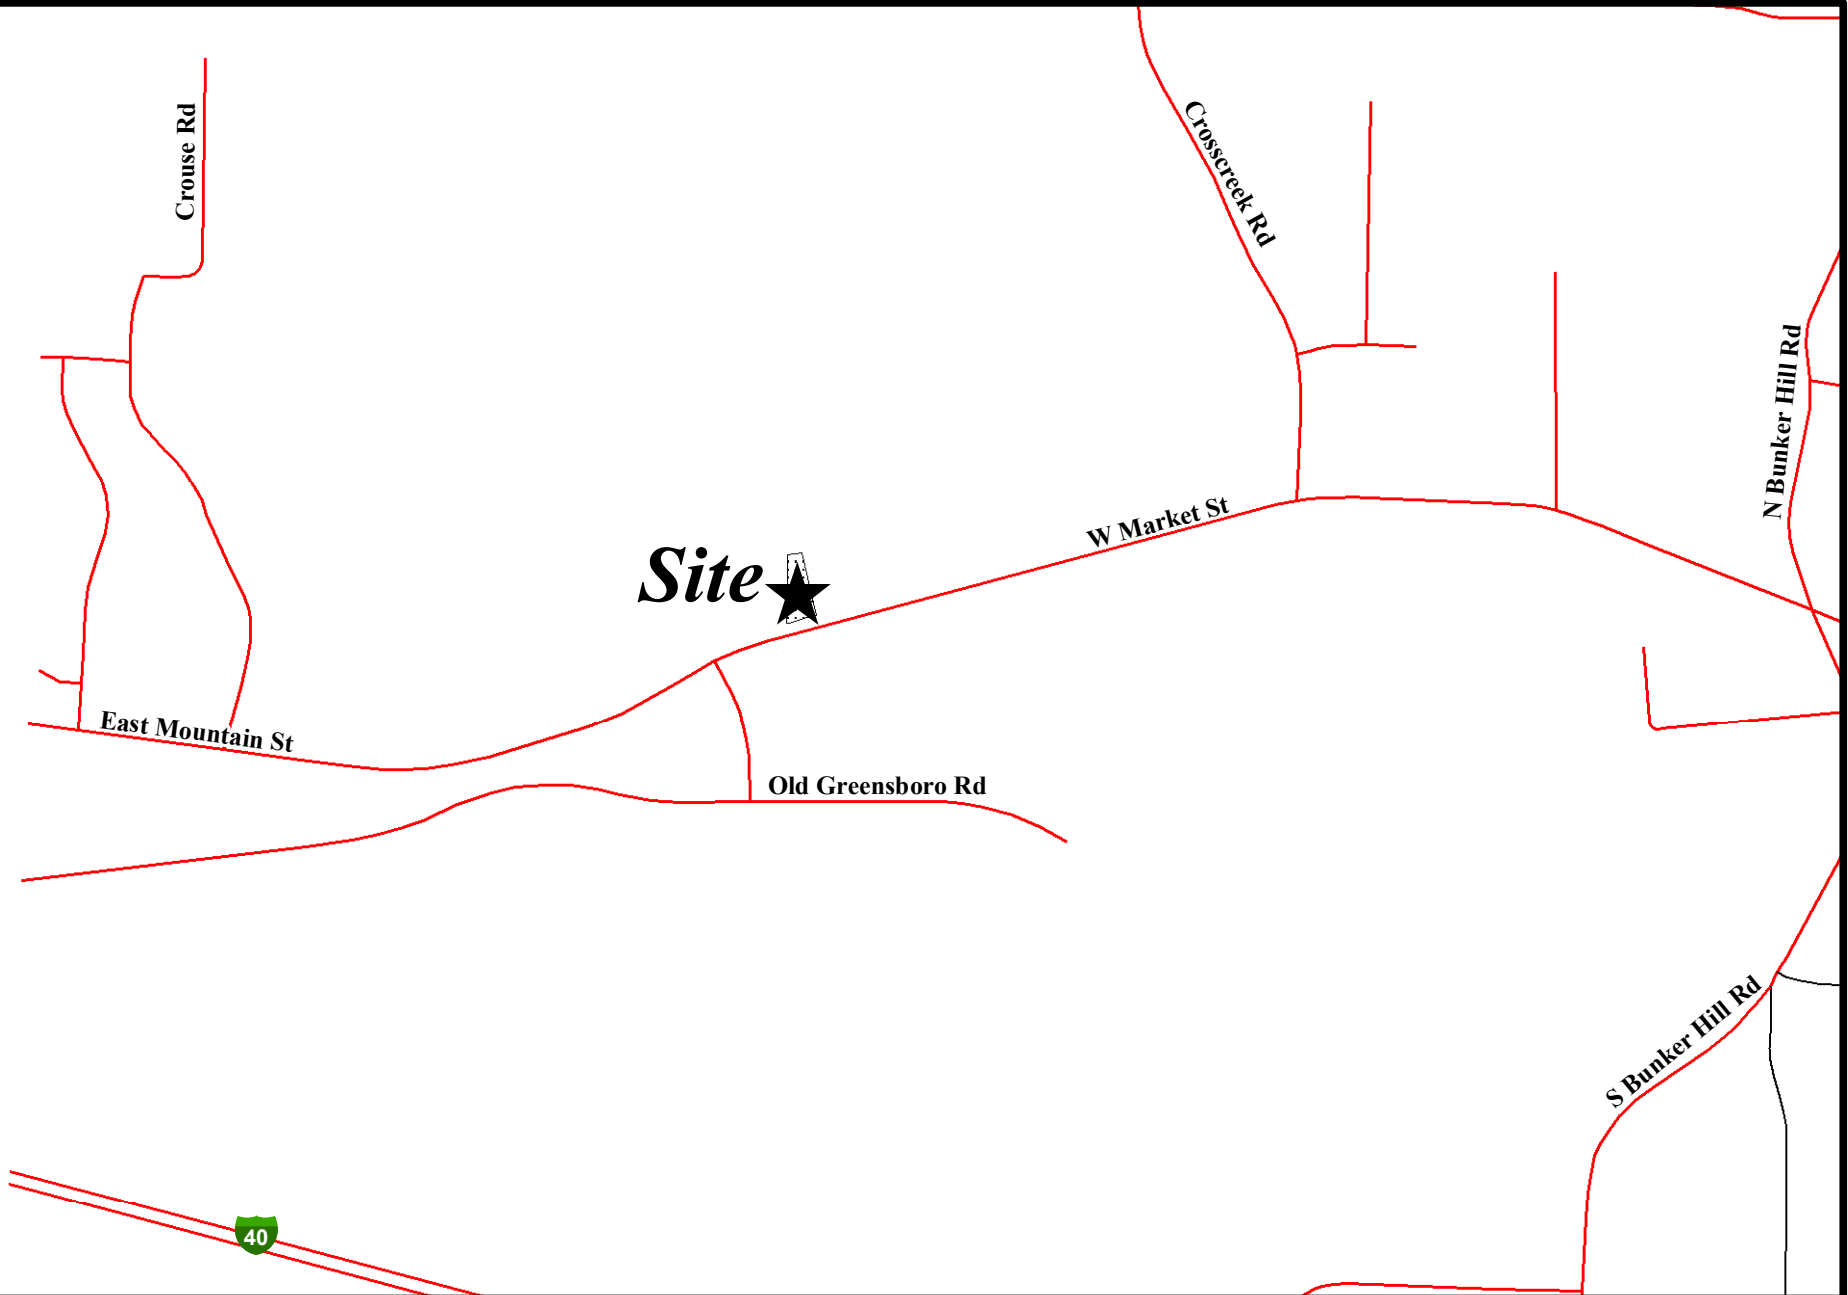 Crouse Rd
Crosscreek Rd
N Bunker Hill Rd
W Market St
Site
East Mountain St
Old Greensboro Rd
S Bunker Hill Rd
40